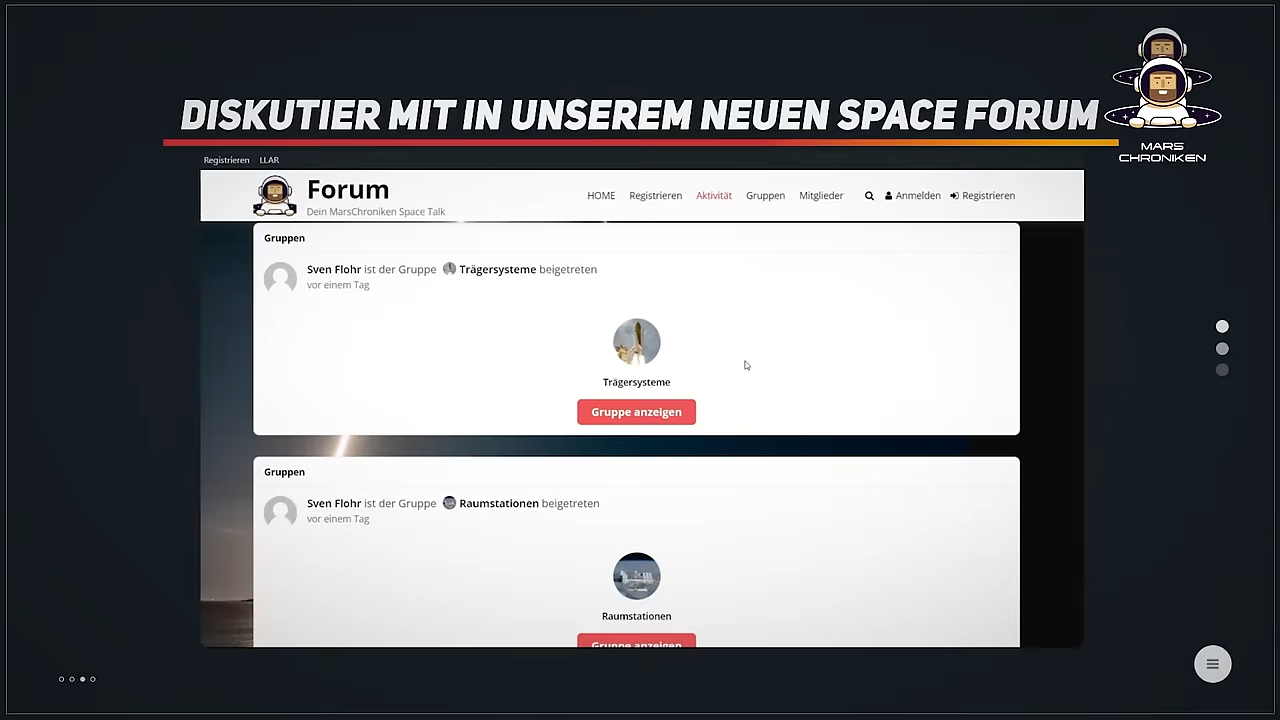 DISKUTIER MIT IN UNSEREM NEUEN SPACE FORUM
MARS
CHRONIKEN
Registrieren LLAR
Forum
Dein MarsChroniken Space Talk
HOME Registrieren Aktivität Gruppen Mitglieder Anmelden Registrieren
Gruppen
Sven Flohr ist der Gruppe Trägersysteme beigetreten
vor einem Tag
Trägersysteme
Gruppe anzeigen
Gruppen
Sven Flohr ist der Gruppe Raumstationen beigetreten
vor einem Tag
Raumstationen
Gruppe anzeigen